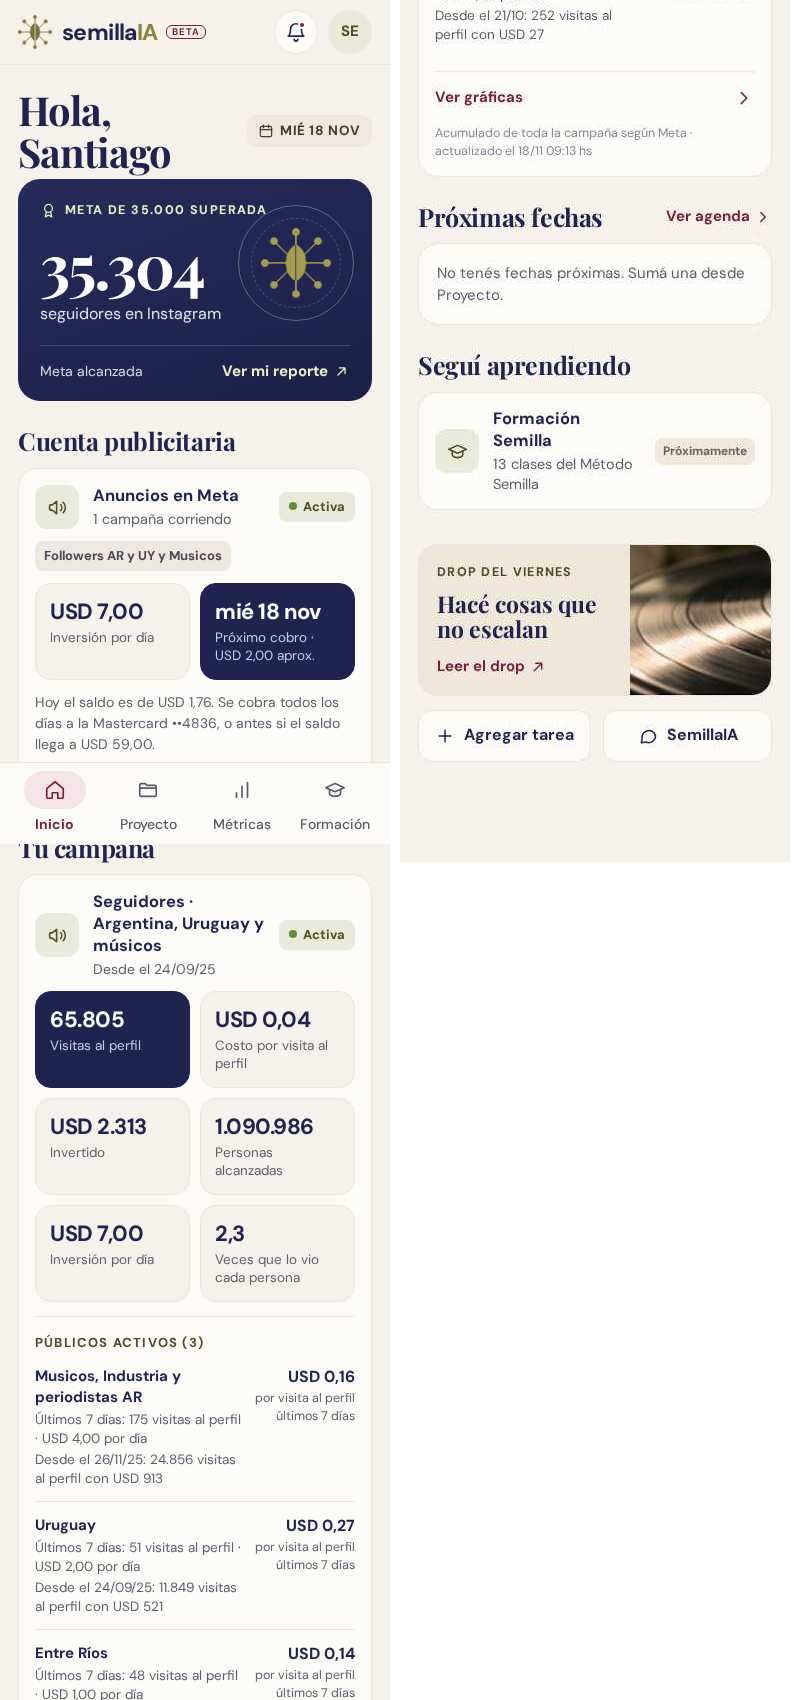 semillaIA BETA
SE
Hola,
Santiago
MIÉ 18 NOV
META DE 35.000 SUPERADA
35.304
seguidores en Instagram
Meta alcanzada
Ver mi reporte ↗
Cuenta publicitaria
Anuncios en Meta
1 campaña corriendo
Activa
Followers AR y UY y Musicos
USD 7,00
Inversión por día
mié 18 nov
Próximo cobro ·
USD 2,00 aprox.
Hoy el saldo es de USD 1,76. Se cobra todos los
días a la Mastercard ••4836, o antes si el saldo
llega a USD 59,00.
Inicio
Proyecto
Métricas
Formación
Tu campaña
Seguidores ·
Argentina, Uruguay y
músicos
Desde el 24/09/25
Activa
65.805
Visitas al perfil
USD 0,04
Costo por visita al
perfil
USD 2.313
Invertido
1.090.986
Personas
alcanzadas
USD 7,00
Inversión por día
2,3
Veces que lo vio
cada persona
PÚBLICOS ACTIVOS (3)
Musicos, Industria y
periodistas AR
Últimos 7 días: 175 visitas al perfil
· USD 4,00 por día
Desde el 26/11/25: 24.856 visitas
al perfil con USD 913
USD 0,16
por visita al perfil
últimos 7 días
Uruguay
Últimos 7 días: 51 visitas al perfil ·
USD 2,00 por día
Desde el 24/09/25: 11.849 visitas
al perfil con USD 521
USD 0,27
por visita al perfil
últimos 7 días
Entre Ríos
Últimos 7 días: 48 visitas al perfil
· USD 1,00 por día
USD 0,14
por visita al perfil
últimos 7 días
Desde el 21/10: 252 visitas al
perfil con USD 27
Ver gráficas
Acumulado de toda la campaña según Meta ·
actualizado el 18/11 09:13 hs
Próximas fechas
Ver agenda
No tenés fechas próximas. Sumá una desde
Proyecto.
Seguí aprendiendo
Formación
Semilla
13 clases del Método
Semilla
Próximamente
DROP DEL VIERNES
Hacé cosas que
no escalan
Leer el drop ↗
+ Agregar tarea
SemillaIA